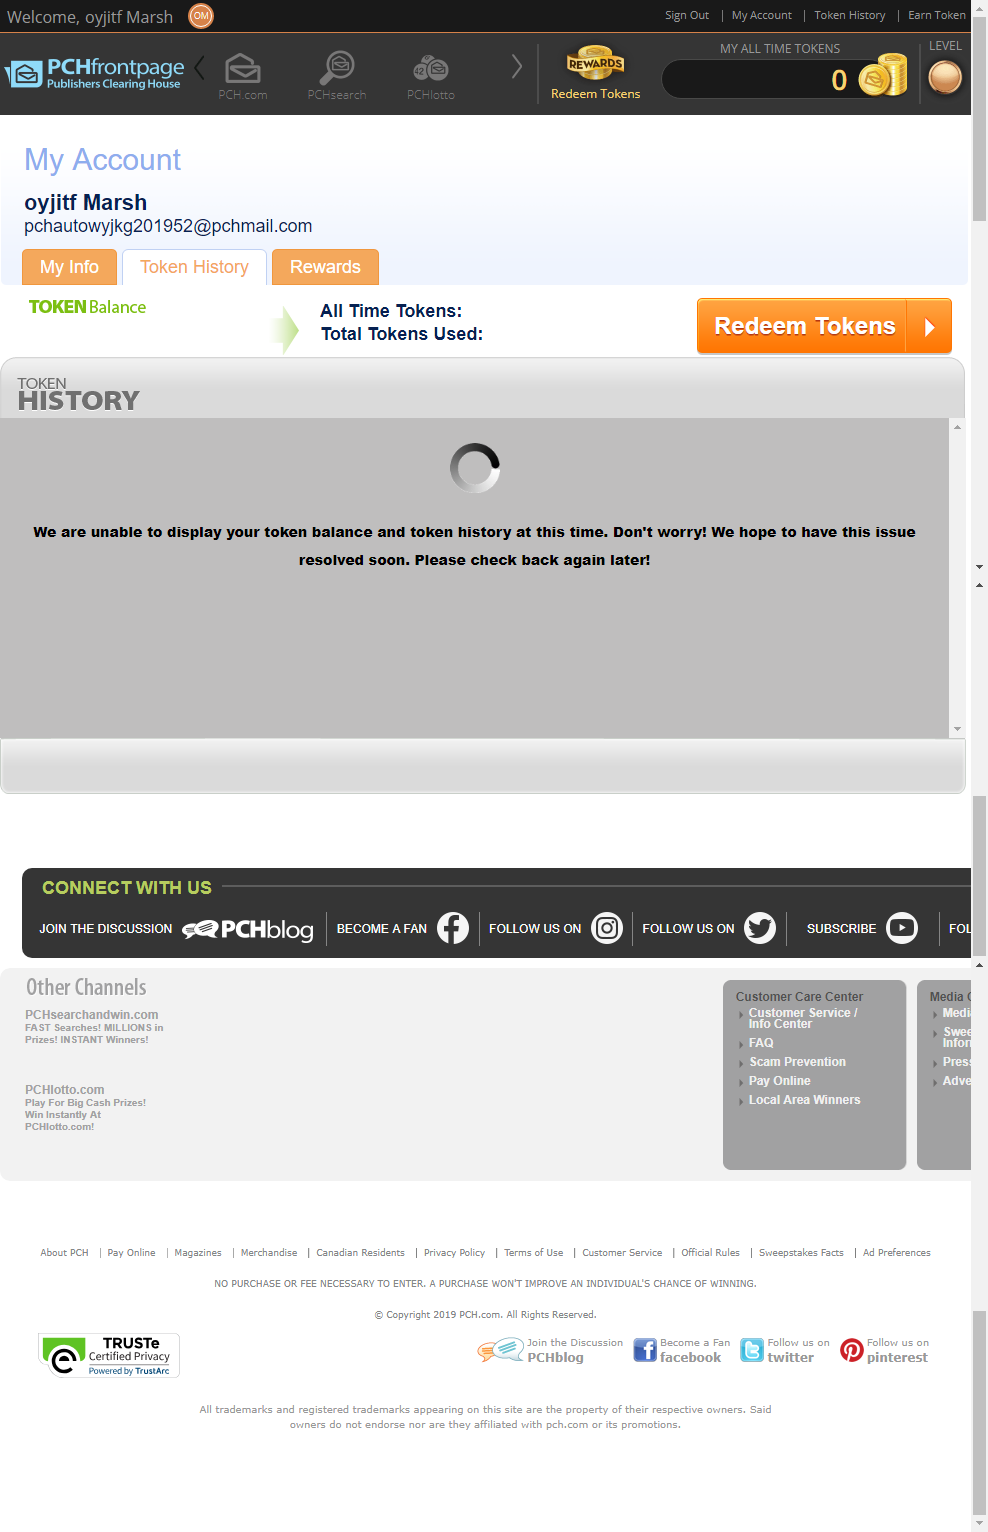 Welcome, oyjitf Marsh OM Sign Out | My Account | Token History | Earn Token
PCHfrontpage
Publishers Clearing House
PCH.com PCHsearch PCHlotto
42
REWARDS
Redeem Tokens
MY ALL TIME TOKENS
0
LEVEL
My Account
oyjitf Marsh
pchautowyjkg201952@pchmail.com
My Info Token History Rewards
TOKEN Balance
All Time Tokens:
Total Tokens Used:
Redeem Tokens
TOKEN
HISTORY
We are unable to display your token balance and token history at this time. Don't worry! We hope to have this issue
resolved soon. Please check back again later!
CONNECT WITH US
JOIN THE DISCUSSION PCHblog BECOME A FAN FOLLOW US ON FOLLOW US ON SUBSCRIBE FOL
Other Channels
PCHsearchandwin.com
FAST Searches! MILLIONS in
Prizes! INSTANT Winners!
PCHlotto.com
Play For Big Cash Prizes!
Win Instantly At
PCHlotto.com!
Customer Care Center
Customer Service /
Info Center
FAQ
Scam Prevention
Pay Online
Local Area Winners
Media C
Medi
Swee
Infor
Pres
Adve
About PCH | Pay Online | Magazines | Merchandise | Canadian Residents | Privacy Policy | Terms of Use | Customer Service | Official Rules | Sweepstakes Facts | Ad Preferences
NO PURCHASE OR FEE NECESSARY TO ENTER. A PURCHASE WON'T IMPROVE AN INDIVIDUAL'S CHANCE OF WINNING.
© Copyright 2019 PCH.com. All Rights Reserved.
TRUSTe
Certified Privacy
Powered by TrustArc
Join the Discussion
PCHblog
Become a Fan
facebook
Follow us on
twitter
Follow us on
pinterest
All trademarks and registered trademarks appearing on this site are the property of their respective owners. Said
owners do not endorse nor are they affiliated with pch.com or its promotions.